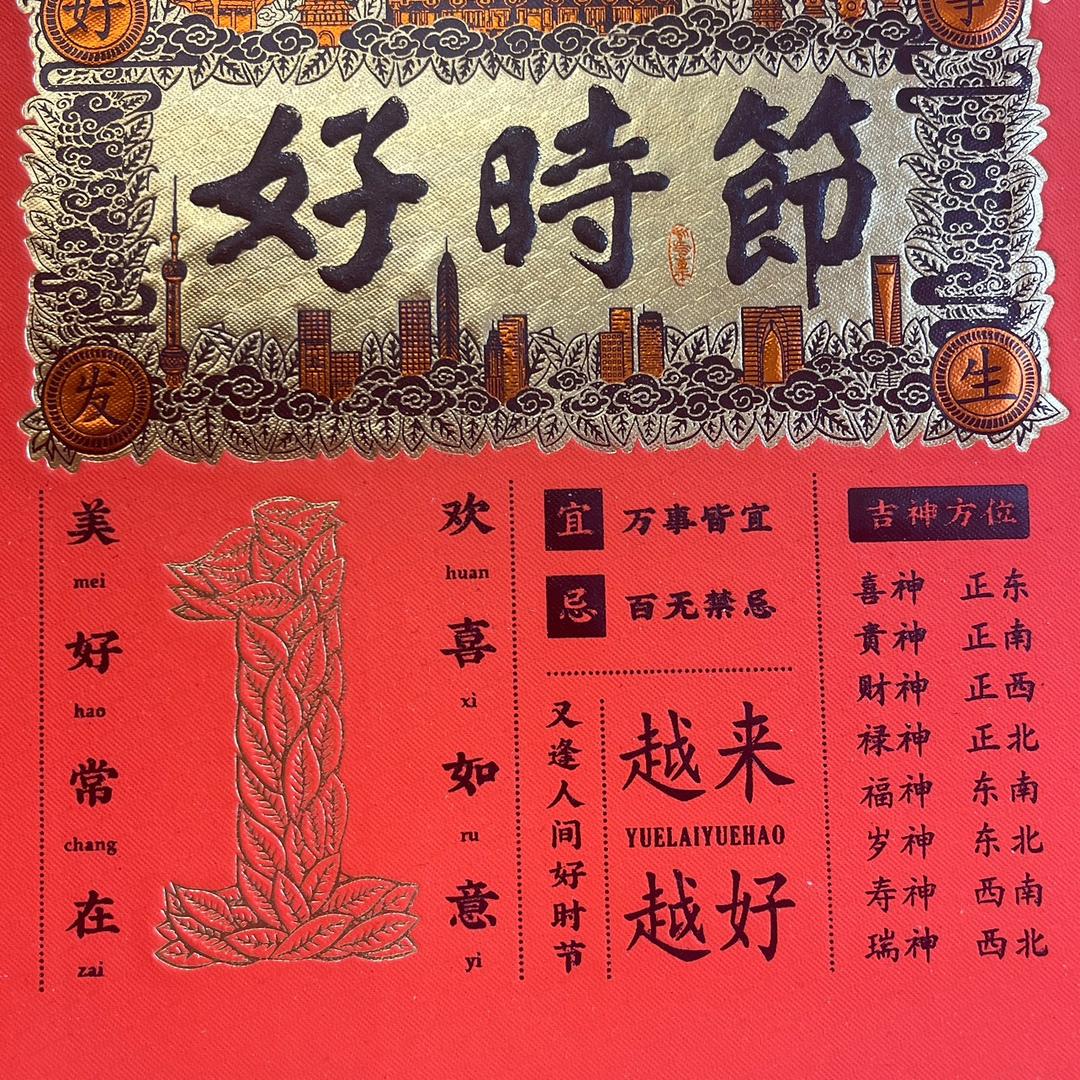 好
事
好時節
发
生
美
mei
好
hao
常
chang
在
zai
欢
huan
喜
xi
如
ru
意
yi
宜 万事皆宜
忌 百无禁忌
又逢人间好时节
越来
YUELAIYUEHAO
越好
吉神方位
喜神 正东
贵神 正南
财神 正西
禄神 正北
福神 东南
岁神 东北
寿神 西南
瑞神 西北